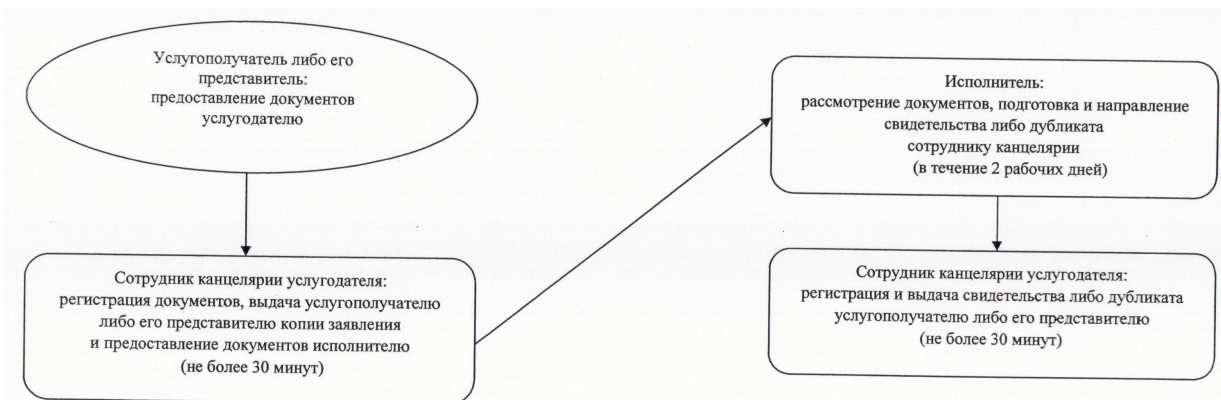 Услугополучатель либо его
представитель:
предоставление документов
услугодателю
Сотрудник канцелярии услугодателя:
регистрация документов, выдача услугополучателю
либо его представителю копии заявления
и предоставление документов исполнителю
(не более 30 минут)
Исполнитель:
рассмотрение документов, подготовка и направление
свидетельства либо дубликата
сотруднику канцелярии
(в течение 2 рабочих дней)
Сотрудник канцелярии услугодателя:
регистрация и выдача свидетельства либо дубликата
услугополучателю либо его представителю
(не более 30 минут)